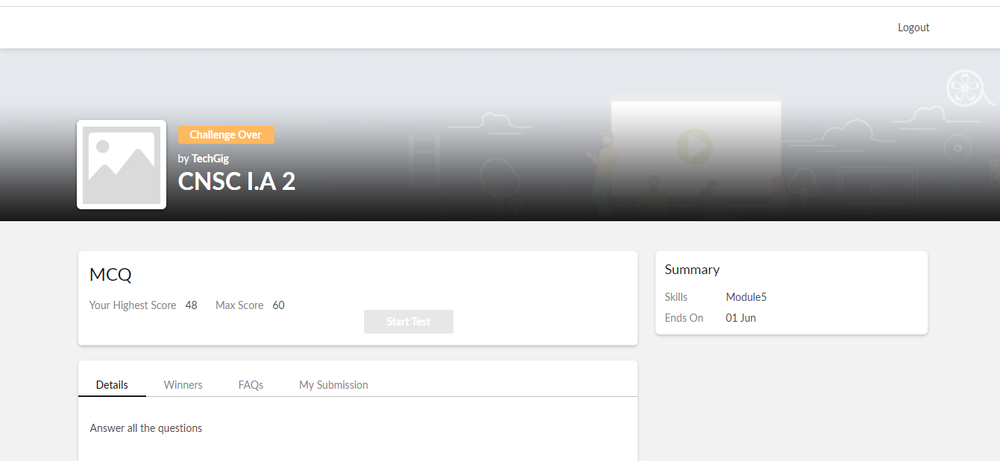 Logout
Challenge Over
by TechGig
CNSC I.A 2
MCQ
Your Highest Score 48 Max Score 60
Start Test
Summary
Skills Module5
Ends On 01 Jun
Details Winners FAQs My Submission
Answer all the questions